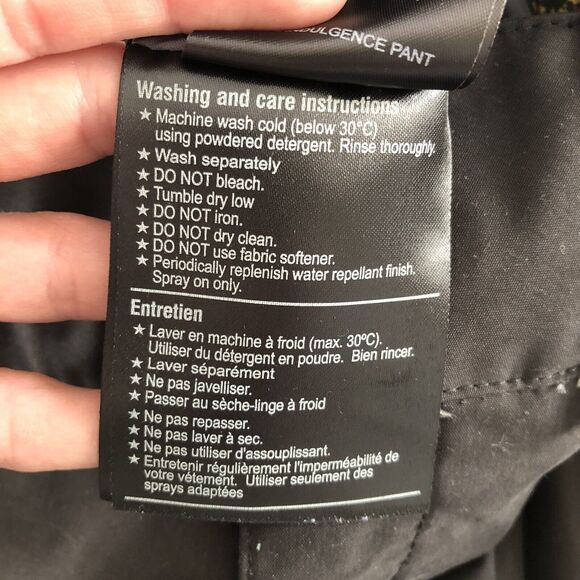 INDULGENCE PANT
Washing and care instructions
★ Machine wash cold (below 30°C)
using powdered detergent. Rinse thoroughly.
★ Wash separately
★ DO NOT bleach.
★ Tumble dry low
★ DO NOT iron.
★ DO NOT dry clean.
★ DO NOT use fabric softener.
★ Periodically replenish water repellant finish.
Spray on only.
Entretien
★ Laver en machine à froid (max. 30ºC).
Utiliser du détergent en poudre. Bien rincer.
★ Laver séparément
★ Ne pas javelliser.
★ Passer au sèche-linge à froid
★ Ne pas repasser.
★ Ne pas laver à sec.
★ Ne pas utiliser d'assouplissant.
★ Entretenir régulièrement l'imperméabilité de
votre vêtement. Utiliser seulement des
sprays adaptées